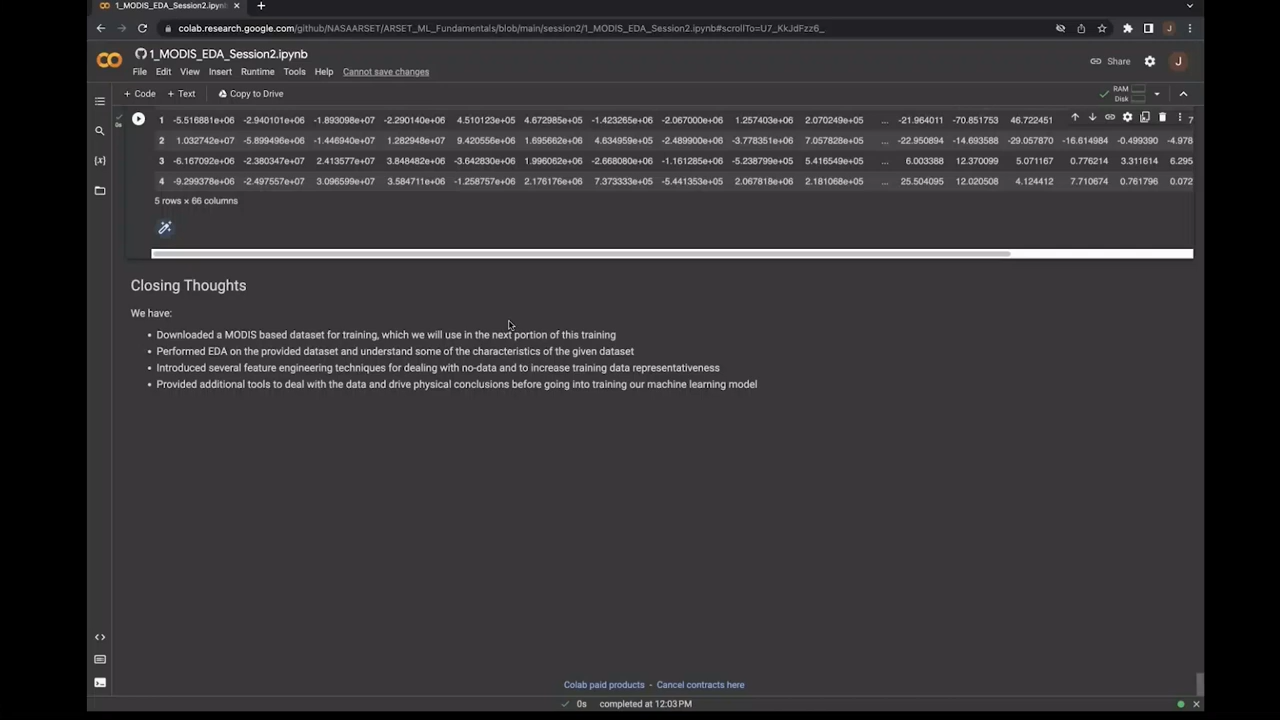 1_MODIS_EDA_Session2.ipynb
colab.research.google.com/github/NASAARSET/ARSET_ML_Fundamentals/blob/main/session2/1_MODIS_EDA_Session2.ipynb#scrollTo=U7_KkJdFzz6_
J
1_MODIS_EDA_Session2.ipynb
Share
J
File Edit View Insert Runtime Tools Help Cannot save changes
+ Code + Text Copy to Drive
RAM
Disk
0s
1 -5.516881e+06 -2.940101e+06 -1.893098e+07 -2.290140e+06 4.510123e+05 4.672985e+05 -1.423265e+06 -2.067000e+06 1.257403e+06 2.070249e+05 ... -21.964011 -70.851753 46.722451 7
2 1.032742e+07 -5.899496e+06 -1.446940e+07 1.282948e+07 9.420556e+06 1.695662e+06 4.634959e+05 -2.489900e+06 -3.778351e+06 7.057828e+05 ... -22.950894 -14.693588 -29.057870 -16.614984 -0.499390 -4.978
3 -6.167092e+06 -2.380347e+07 2.413577e+07 3.848482e+06 -3.642830e+06 1.996062e+06 -2.668080e+06 -1.161285e+06 -5.238799e+05 5.416549e+05 ... 6.003388 12.370099 5.071167 0.776214 3.311614 6.295
4 -9.299378e+06 -2.497557e+07 3.096599e+07 3.584711e+06 -1.258757e+06 2.176176e+06 7.373333e+05 -5.441353e+05 2.067818e+06 2.181068e+05 ... 25.504095 12.020508 4.124412 7.710674 0.761796 0.072
5 rows × 66 columns
Closing Thoughts
We have:
• Downloaded a MODIS based dataset for training, which we will use in the next portion of this training
• Performed EDA on the provided dataset and understand some of the characteristics of the given dataset
• Introduced several feature engineering techniques for dealing with no-data and to increase training data representativeness
• Provided additional tools to deal with the data and drive physical conclusions before going into training our machine learning model
Colab paid products - Cancel contracts here
0s completed at 12:03 PM